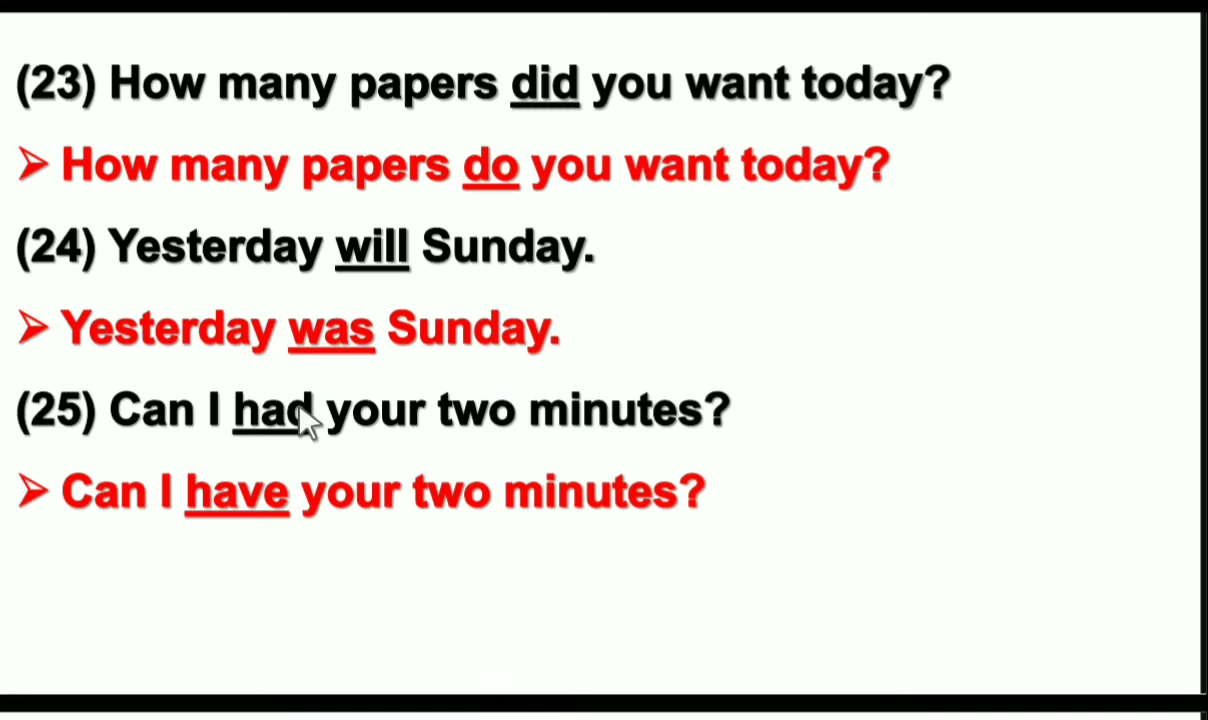 (23) How many papers did you want today?
➢ How many papers do you want today?
(24) Yesterday will Sunday.
➢ Yesterday was Sunday.
(25) Can I had your two minutes?
➢ Can I have your two minutes?